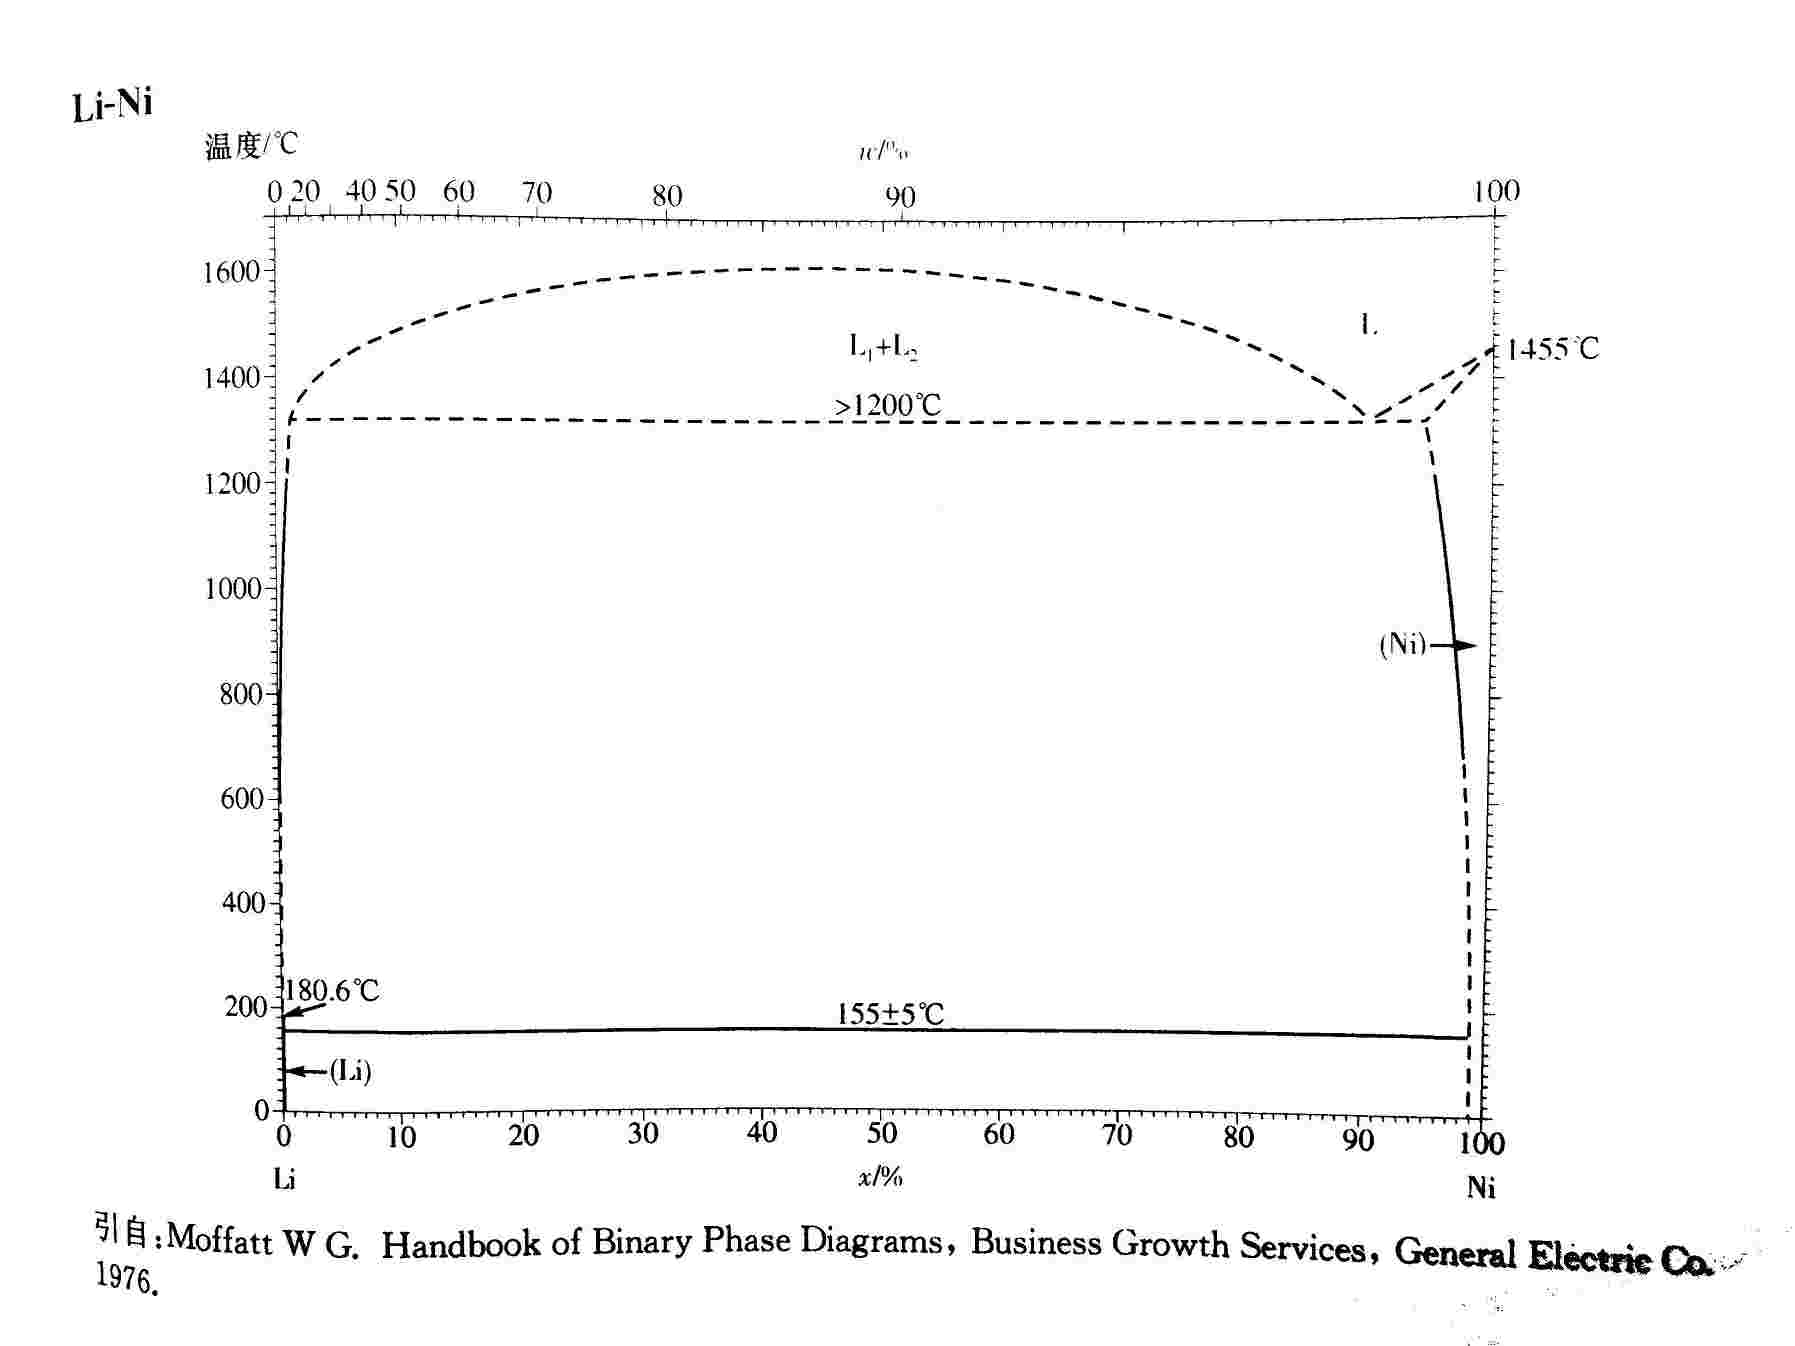 Li-Ni
温度/℃
w/%
0 20 40 50 60 70 80 90 100
1600
L
L₁+L₂
1455℃
1400
>1200℃
1200
1000
(Ni)
800
600
400
180.6℃
200
155±5℃
(Li)
0
0 10 20 30 40 50 60 70 80 90 100
Li x/% Ni
引自:Moffatt W G. Handbook of Binary Phase Diagrams, Business Growth Services, General Electric Co.
1976.